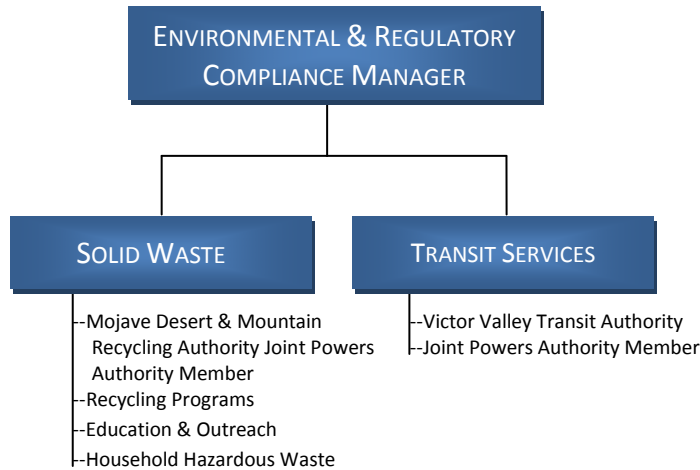 ENVIRONMENTAL & REGULATORY
COMPLIANCE MANAGER
SOLID WASTE
--Mojave Desert & Mountain
Recycling Authority Joint Powers
Authority Member
--Recycling Programs
--Education & Outreach
--Household Hazardous Waste
TRANSIT SERVICES
--Victor Valley Transit Authority
--Joint Powers Authority Member